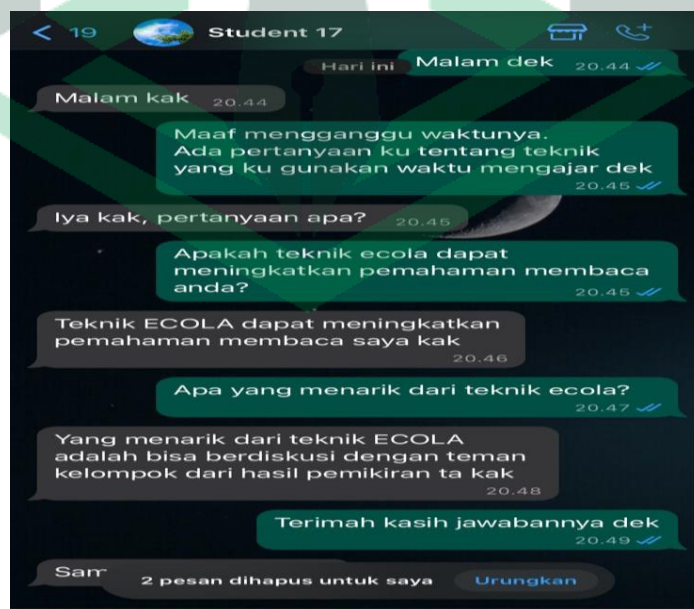 19 Student 17
Hari ini Malam dek 20.44
Malam kak 20.44
Maaf mengganggu waktunya.
Ada pertanyaan ku tentang teknik
yang ku gunakan waktu mengajar dek
20.45
Iya kak, pertanyaan apa? 20.45
Apakah teknik ecola dapat
meningkatkan pemahaman membaca
anda? 20.45
Teknik ECOLA dapat meningkatkan
pemahaman membaca saya kak
20.46
Apa yang menarik dari teknik ecola?
20.47
Yang menarik dari teknik ECOLA
adalah bisa berdiskusi dengan teman
kelompok dari hasil pemikiran ta kak
20.48
Terimah kasih jawabannya dek
20.49
2 pesan dihapus untuk saya Urungkan